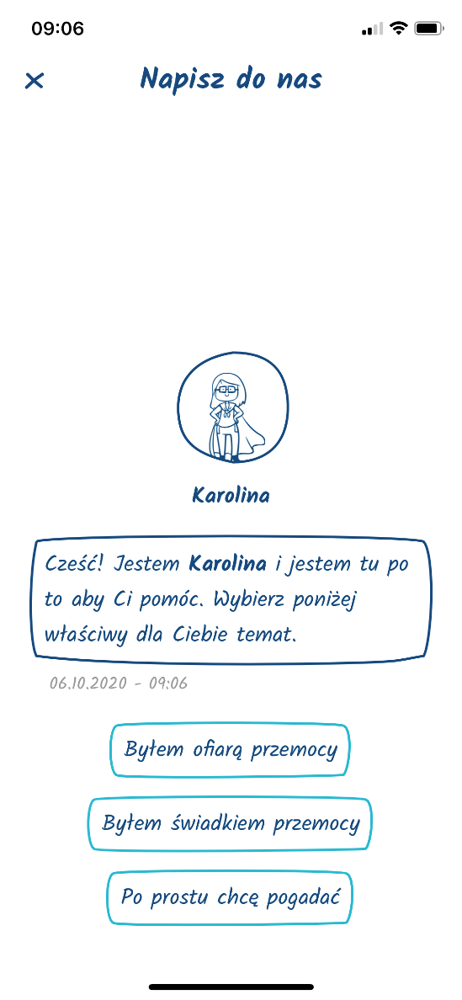 09:06
Napisz do nas
Karolina
Cześć! Jestem Karolina i jestem tu po
to aby Ci pomóc. Wybierz poniżej
właściwy dla Ciebie temat.
06.10.2020 - 09:06
Byłem ofiarą przemocy
Byłem świadkiem przemocy
Po prostu chcę pogadać